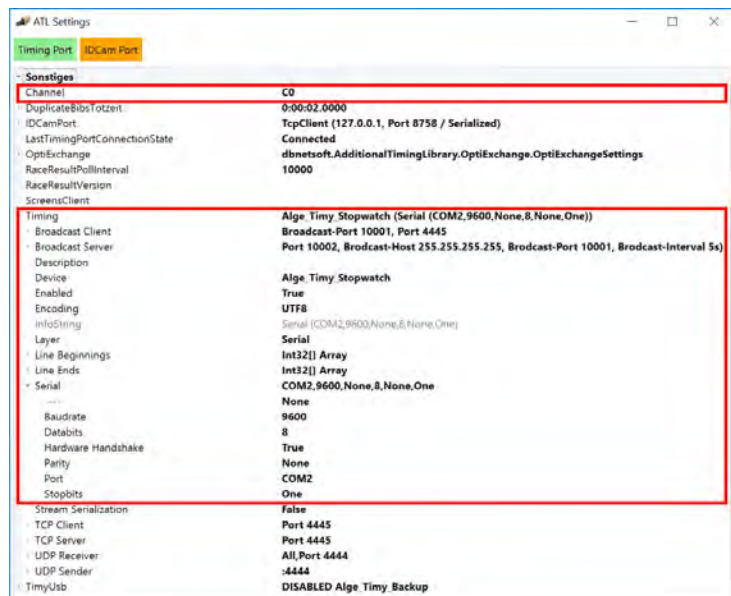 ATL Settings
Timing Port IDCam Port
Sonstiges
Channel C0
DuplicateBibsTotzeit 0:00:02.0000
IDCamPort TcpClient (127.0.0.1, Port 8758 / Serialized)
LastTimingPortConnectionState Connected
OptiExchange dbnetsoft.AdditionalTimingLibrary.OptiExchange.OptiExchangeSettings
RaceResultPollInterval 10000
RaceResultVersion
ScreensClient
Timing Alge_Timy_Stopwatch (Serial (COM2,9600,None,8,None,One))
Broadcast Client Broadcast-Port 10001, Port 4445
Broadcast Server Port 10002, Brodcast-Host 255.255.255.255, Brodcast-Port 10001, Brodcast-Interval 5s)
Description
Device Alge_Timy_Stopwatch
Enabled True
Encoding UTF8
InfoString Serial (COM2,9600,None,8,None,One)
Layer Serial
Line Beginnings Int32[] Array
Line Ends Int32[] Array
Serial COM2,9600,None,8,None,One
---- None
Baudrate 9600
Databits 8
Hardware Handshake True
Parity None
Port COM2
Stopbits One
Stream Serialization False
TCP Client Port 4445
TCP Server Port 4445
UDP Receiver All,Port 4444
UDP Sender :4444
TimyUsb DISABLED Alge_Timy_Backup